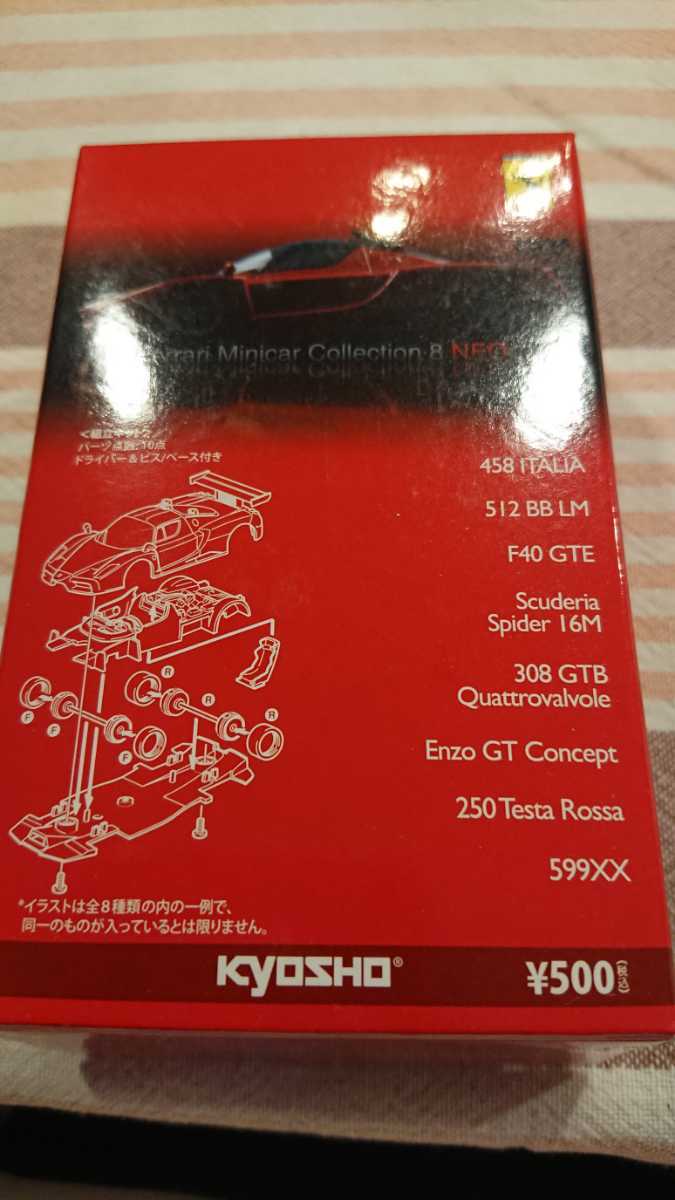 Ferrari Minicar Collection 8 NEO
<組立キット>
パーツ点数:10点
ドライバー&ビス/ベース付き
458 ITALIA
512 BB LM
F40 GTE
Scuderia
Spider 16M
308 GTB
Quattrovalvole
Enzo GT Concept
250 Testa Rossa
599XX
R
R
R
R
F
F
F
*イラストは全8種類の内の一例で、
同一のものが入っているとは限りません。
KYOSHO®
¥500(税込)